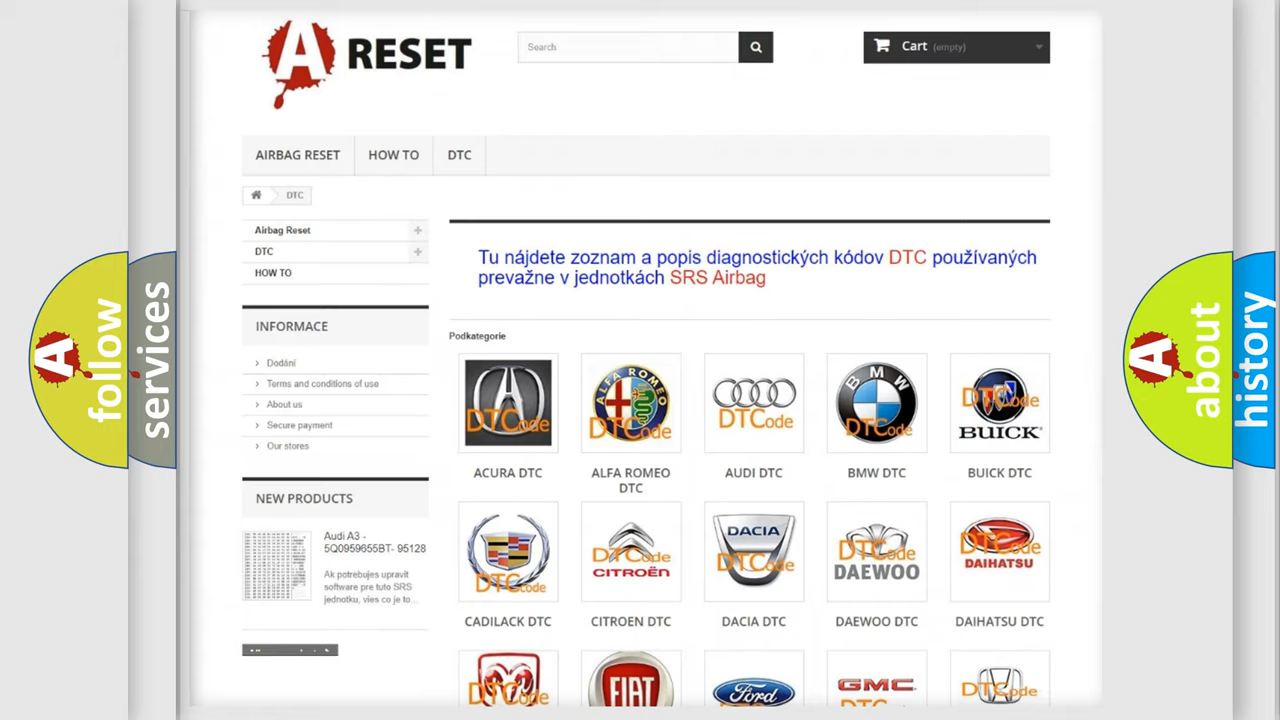 A RESET
Search
Cart (empty)
AIRBAG RESET
HOW TO
DTC
DTC
Airbag Reset
DTC
HOW TO
INFORMACE
Dodání
Terms and conditions of use
About us
Secure payment
Our stores
NEW PRODUCTS
Audi A3 -
5Q0959655BT- 95128
Ak potrebujes upravit
software pre tuto SRS
jednotku, vies co je to...
Tu nájdete zoznam a popis diagnostických kódov DTC používaných
prevažne v jednotkách SRS Airbag
Podkategorie
DTCode
ALFA ROMEO
DTCode
DTCode
BMW
DTCode
DTCode
BUICK
ACURA DTC
ALFA ROMEO
DTC
AUDI DTC
BMW DTC
BUICK DTC
DTCode
DTCode
CITROËN
DACIA
DTCode
DTCode
DAEWOO
DTCode
DAIHATSU
CADILACK DTC
CITROEN DTC
DACIA DTC
DAEWOO DTC
DAIHATSU DTC
DTCode
FIAT
Ford
GMC
DTCode
A follow
services
A about
history